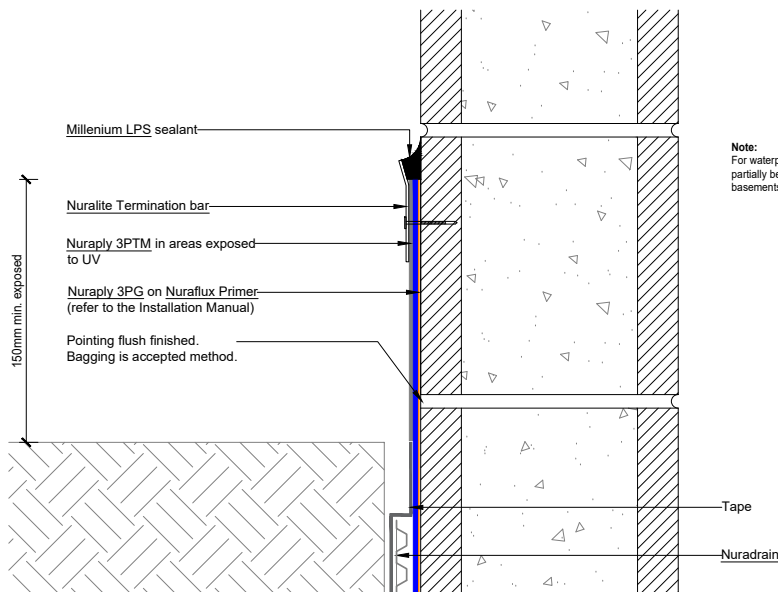 Millenium LPS sealant
Note:
For waterp
partially be
basements
Nuralite Termination bar
Nuraply 3PTM in areas exposed
to UV
150mm min. exposed
Nuraply 3PG on Nuraflux Primer
(refer to the Installation Manual)
Pointing flush finished.
Bagging is accepted method.
Tape
Nuradrain